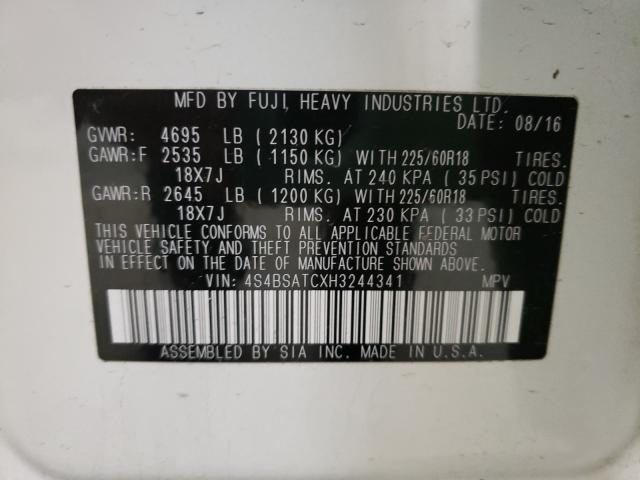 MFD BY FUJI HEAVY INDUSTRIES LTD.
DATE: 08/16
GVWR: 4695 LB ( 2130 KG)
GAWR:F 2535 LB ( 1150 KG) WITH 225/60R18 TIRES.
18X7J RIMS. AT 240 KPA ( 35 PSI) COLD
GAWR:R 2645 LB ( 1200 KG) WITH 225/60R18 TIRES.
18X7J RIMS. AT 230 KPA ( 33 PSI) COLD
THIS VEHICLE CONFORMS TO ALL APPLICABLE FEDERAL MOTOR
VEHICLE SAFETY AND THEFT PREVENTION STANDARDS
IN EFFECT ON THE DATE OF MANUFACTURE SHOWN ABOVE.
VIN: 4S4BSATCXH3244341 MPV
ASSEMBLED BY SIA INC. MADE IN U.S.A.